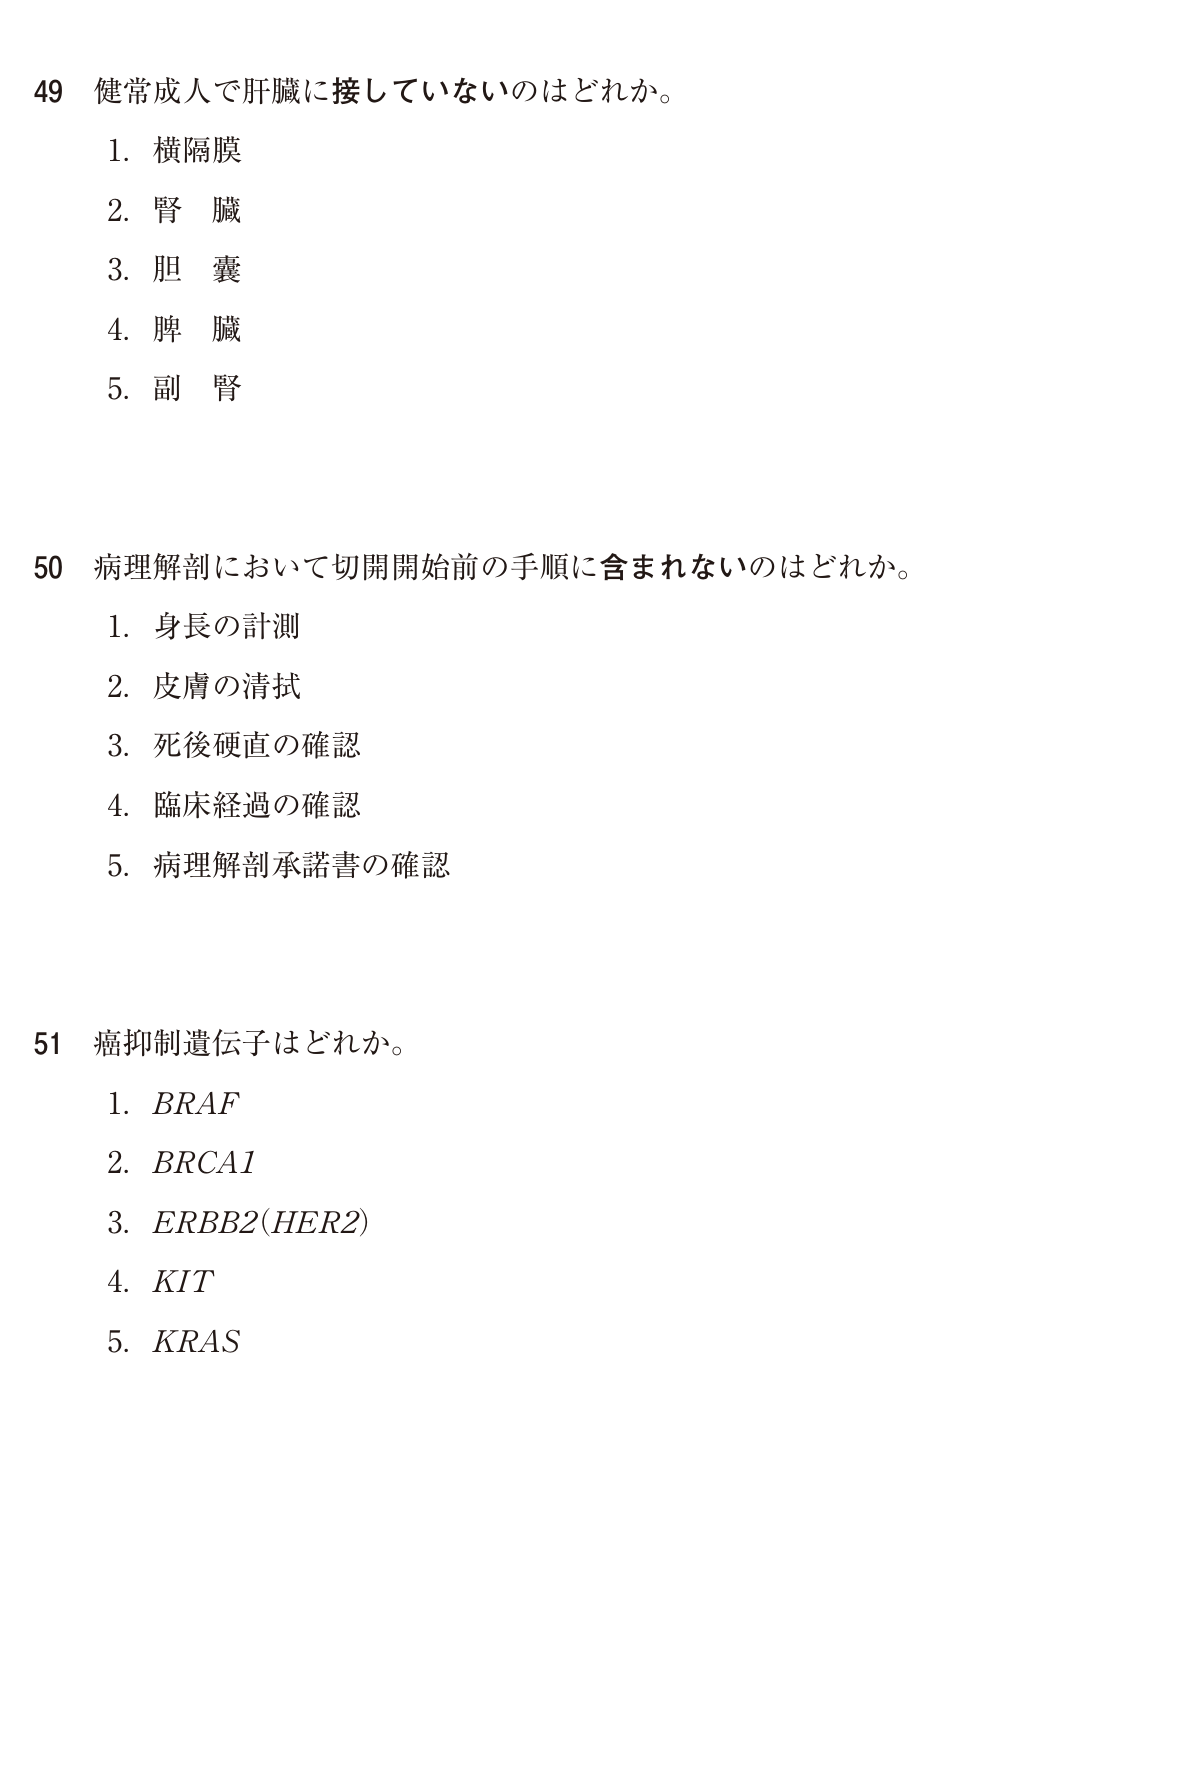 49 健常成人で肝臓に接していないのはどれか。
1. 横隔膜
2. 腎　臓
3. 胆　嚢
4. 脾　臓
5. 副　腎
50 病理解剖において切開開始前の手順に含まれないのはどれか。
1. 身長の計測
2. 皮膚の清拭
3. 死後硬直の確認
4. 臨床経過の確認
5. 病理解剖承諾書の確認
51 癌抑制遺伝子はどれか。
1. BRAF
2. BRCA1
3. ERBB2(HER2)
4. KIT
5. KRAS